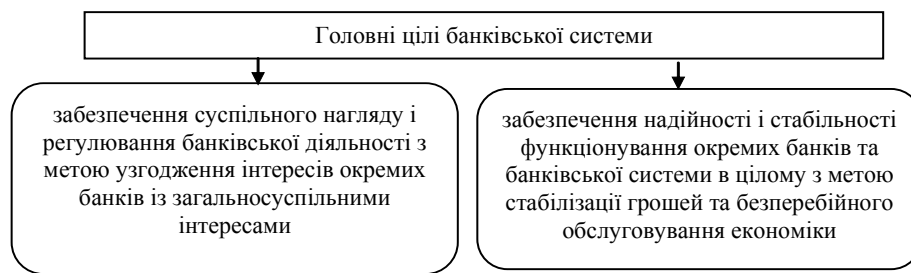 Головні цілі банківської системи
забезпечення суспільного нагляду і
регулювання банківської діяльності з
метою узгодження інтересів окремих
банків із загальносуспільними
інтересами
забезпечення надійності і стабільності
функціонування окремих банків та
банківської системи в цілому з метою
стабілізації грошей та безперебійного
обслуговування економіки